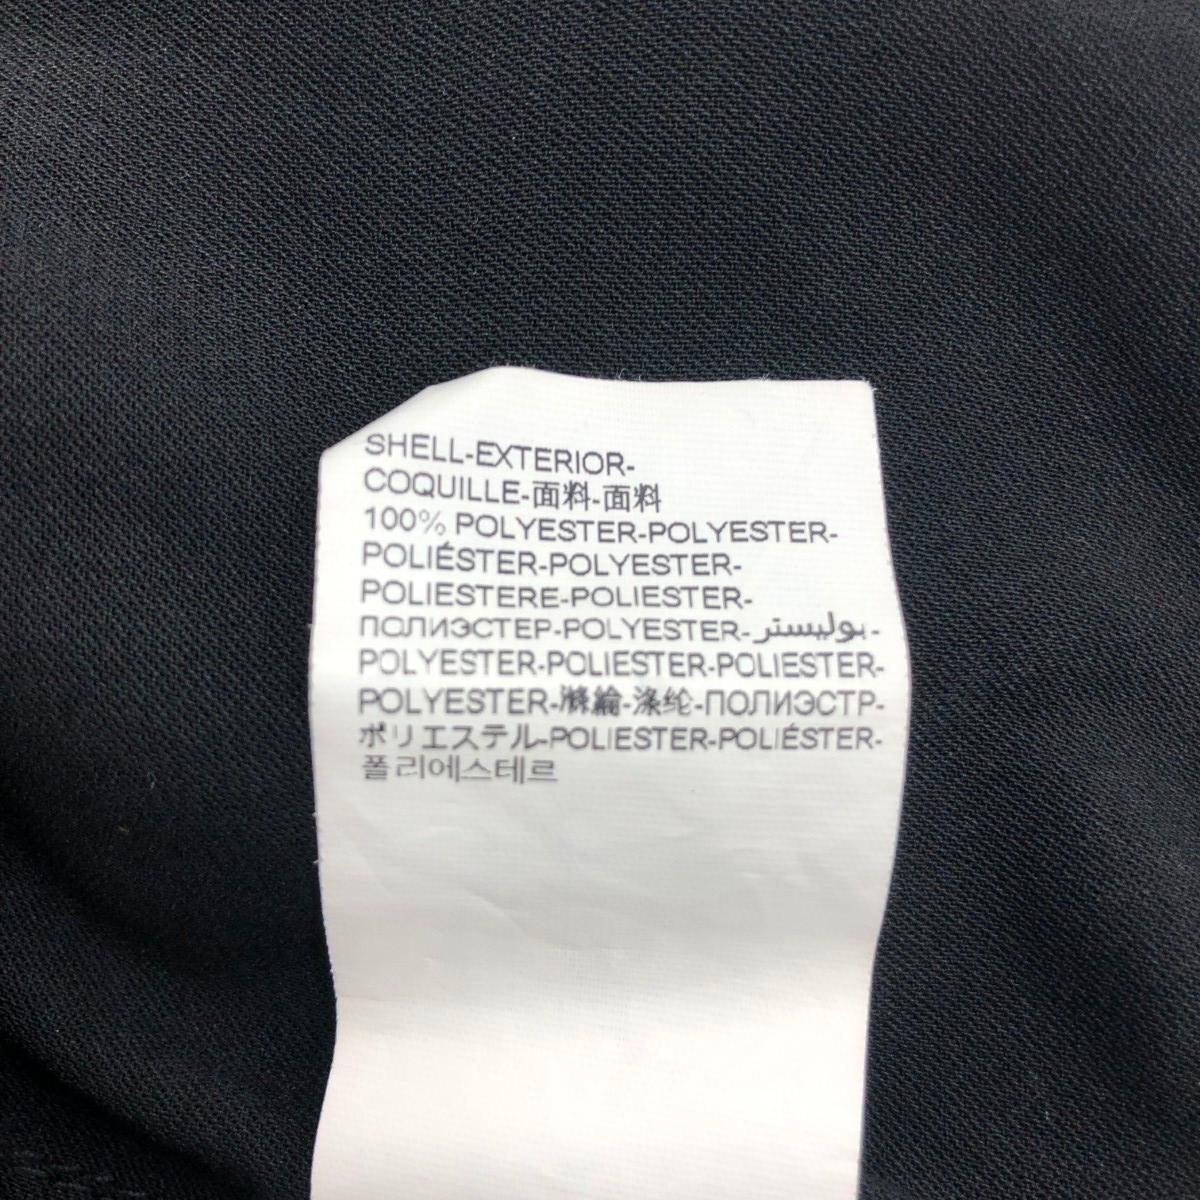 SHELL-EXTERIOR-
COQUILLE-面料-面料
100% POLYESTER-POLYESTER-
POLIÉSTER-POLYESTER-
POLIESTERE-POLIESTER-
ПОЛИЭСТЕР-POLYESTER-بوليستر-
POLYESTER-POLIESTER-POLIESTER-
POLYESTER-滌綸-涤纶-ПОЛИЭСТР-
ポリエステル-POLIESTER-POLIÉSTER-
폴리에스테르